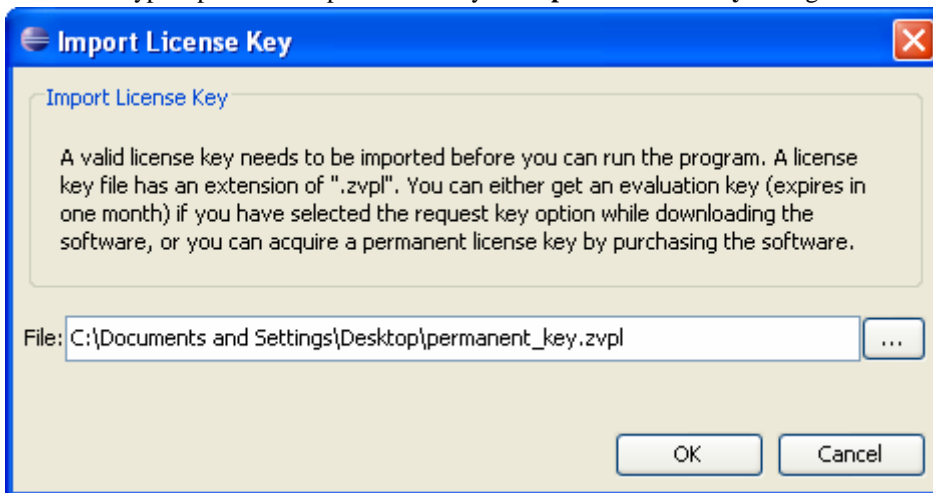 Import License Key
Import License Key
A valid license key needs to be imported before you can run the program. A license
key file has an extension of ".zvpl". You can either get an evaluation key (expires in
one month) if you have selected the request key option while downloading the
software, or you can acquire a permanent license key by purchasing the software.
File: C:\Documents and Settings\Desktop\permanent_key.zvpl ...
OK Cancel